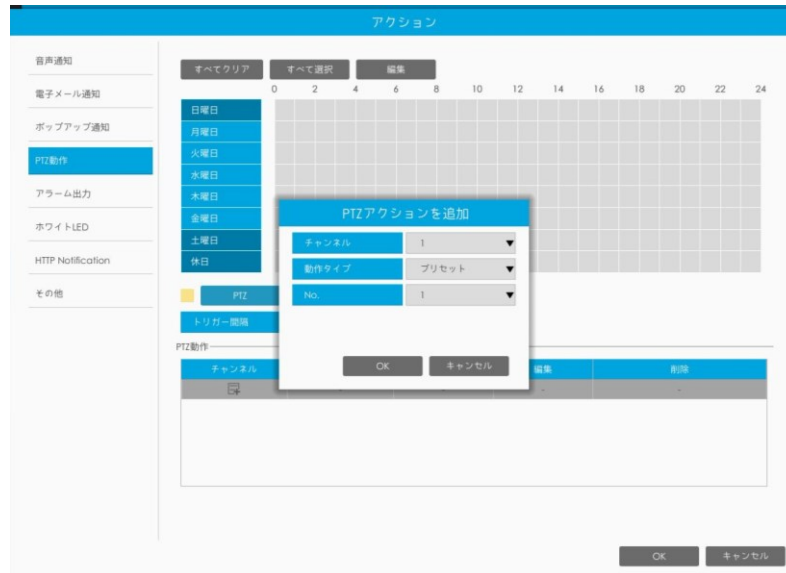 アクション
音声通知
電子メール通知
ポップアップ通知
PTZ動作
アラーム出力
ホワイトLED
HTTP Notification
その他
すべてクリア すべて選択 編集
0 2 4 6 8 10 12 14 16 18 20 22 24
日曜日
月曜日
火曜日
水曜日
木曜日
金曜日
土曜日
休日
PTZ
トリガー間隔
PTZ動作
チャンネル 編集 削除
- - - -
PTZアクションを追加
チャンネル 1
動作タイプ プリセット
No. 1
OK キャンセル
OK キャンセル